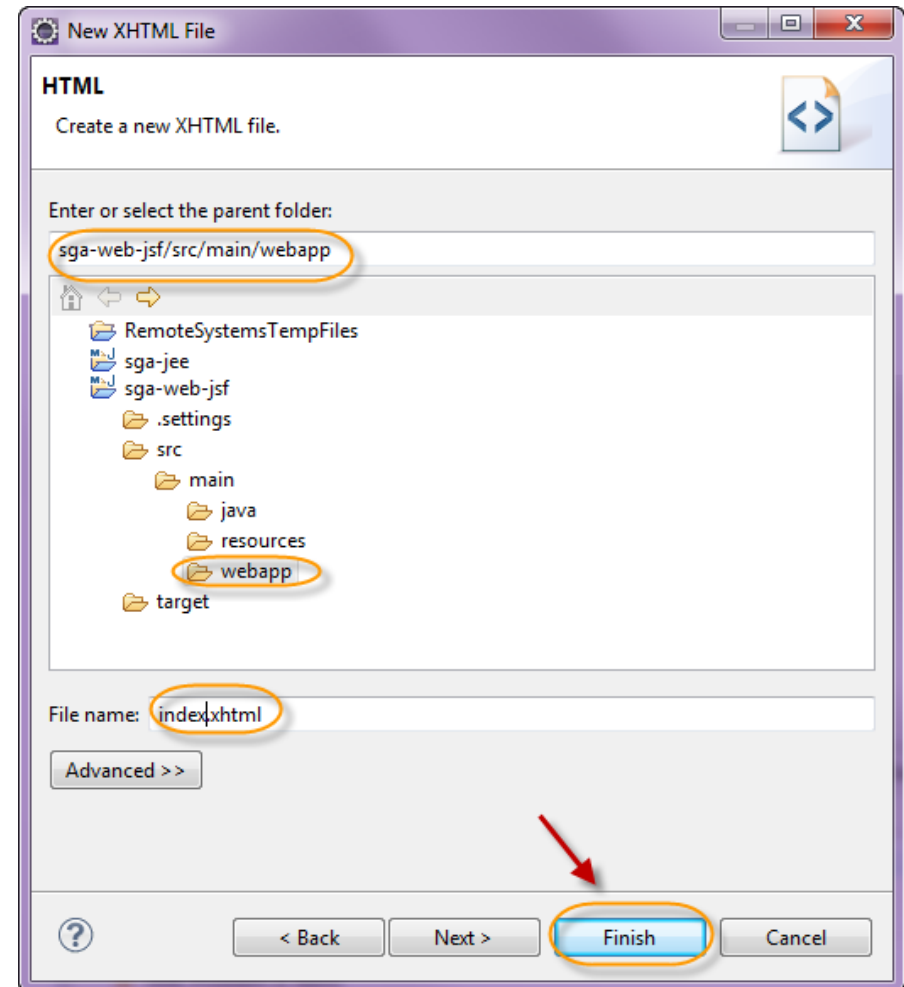 New XHTML File
HTML
Create a new XHTML file.
Enter or select the parent folder:
sga-web-jsf/src/main/webapp
RemoteSystemsTempFiles
sga-jee
sga-web-jsf
.settings
src
main
java
resources
webapp
target
File name: index.xhtml
Advanced >>
< Back Next > Finish Cancel